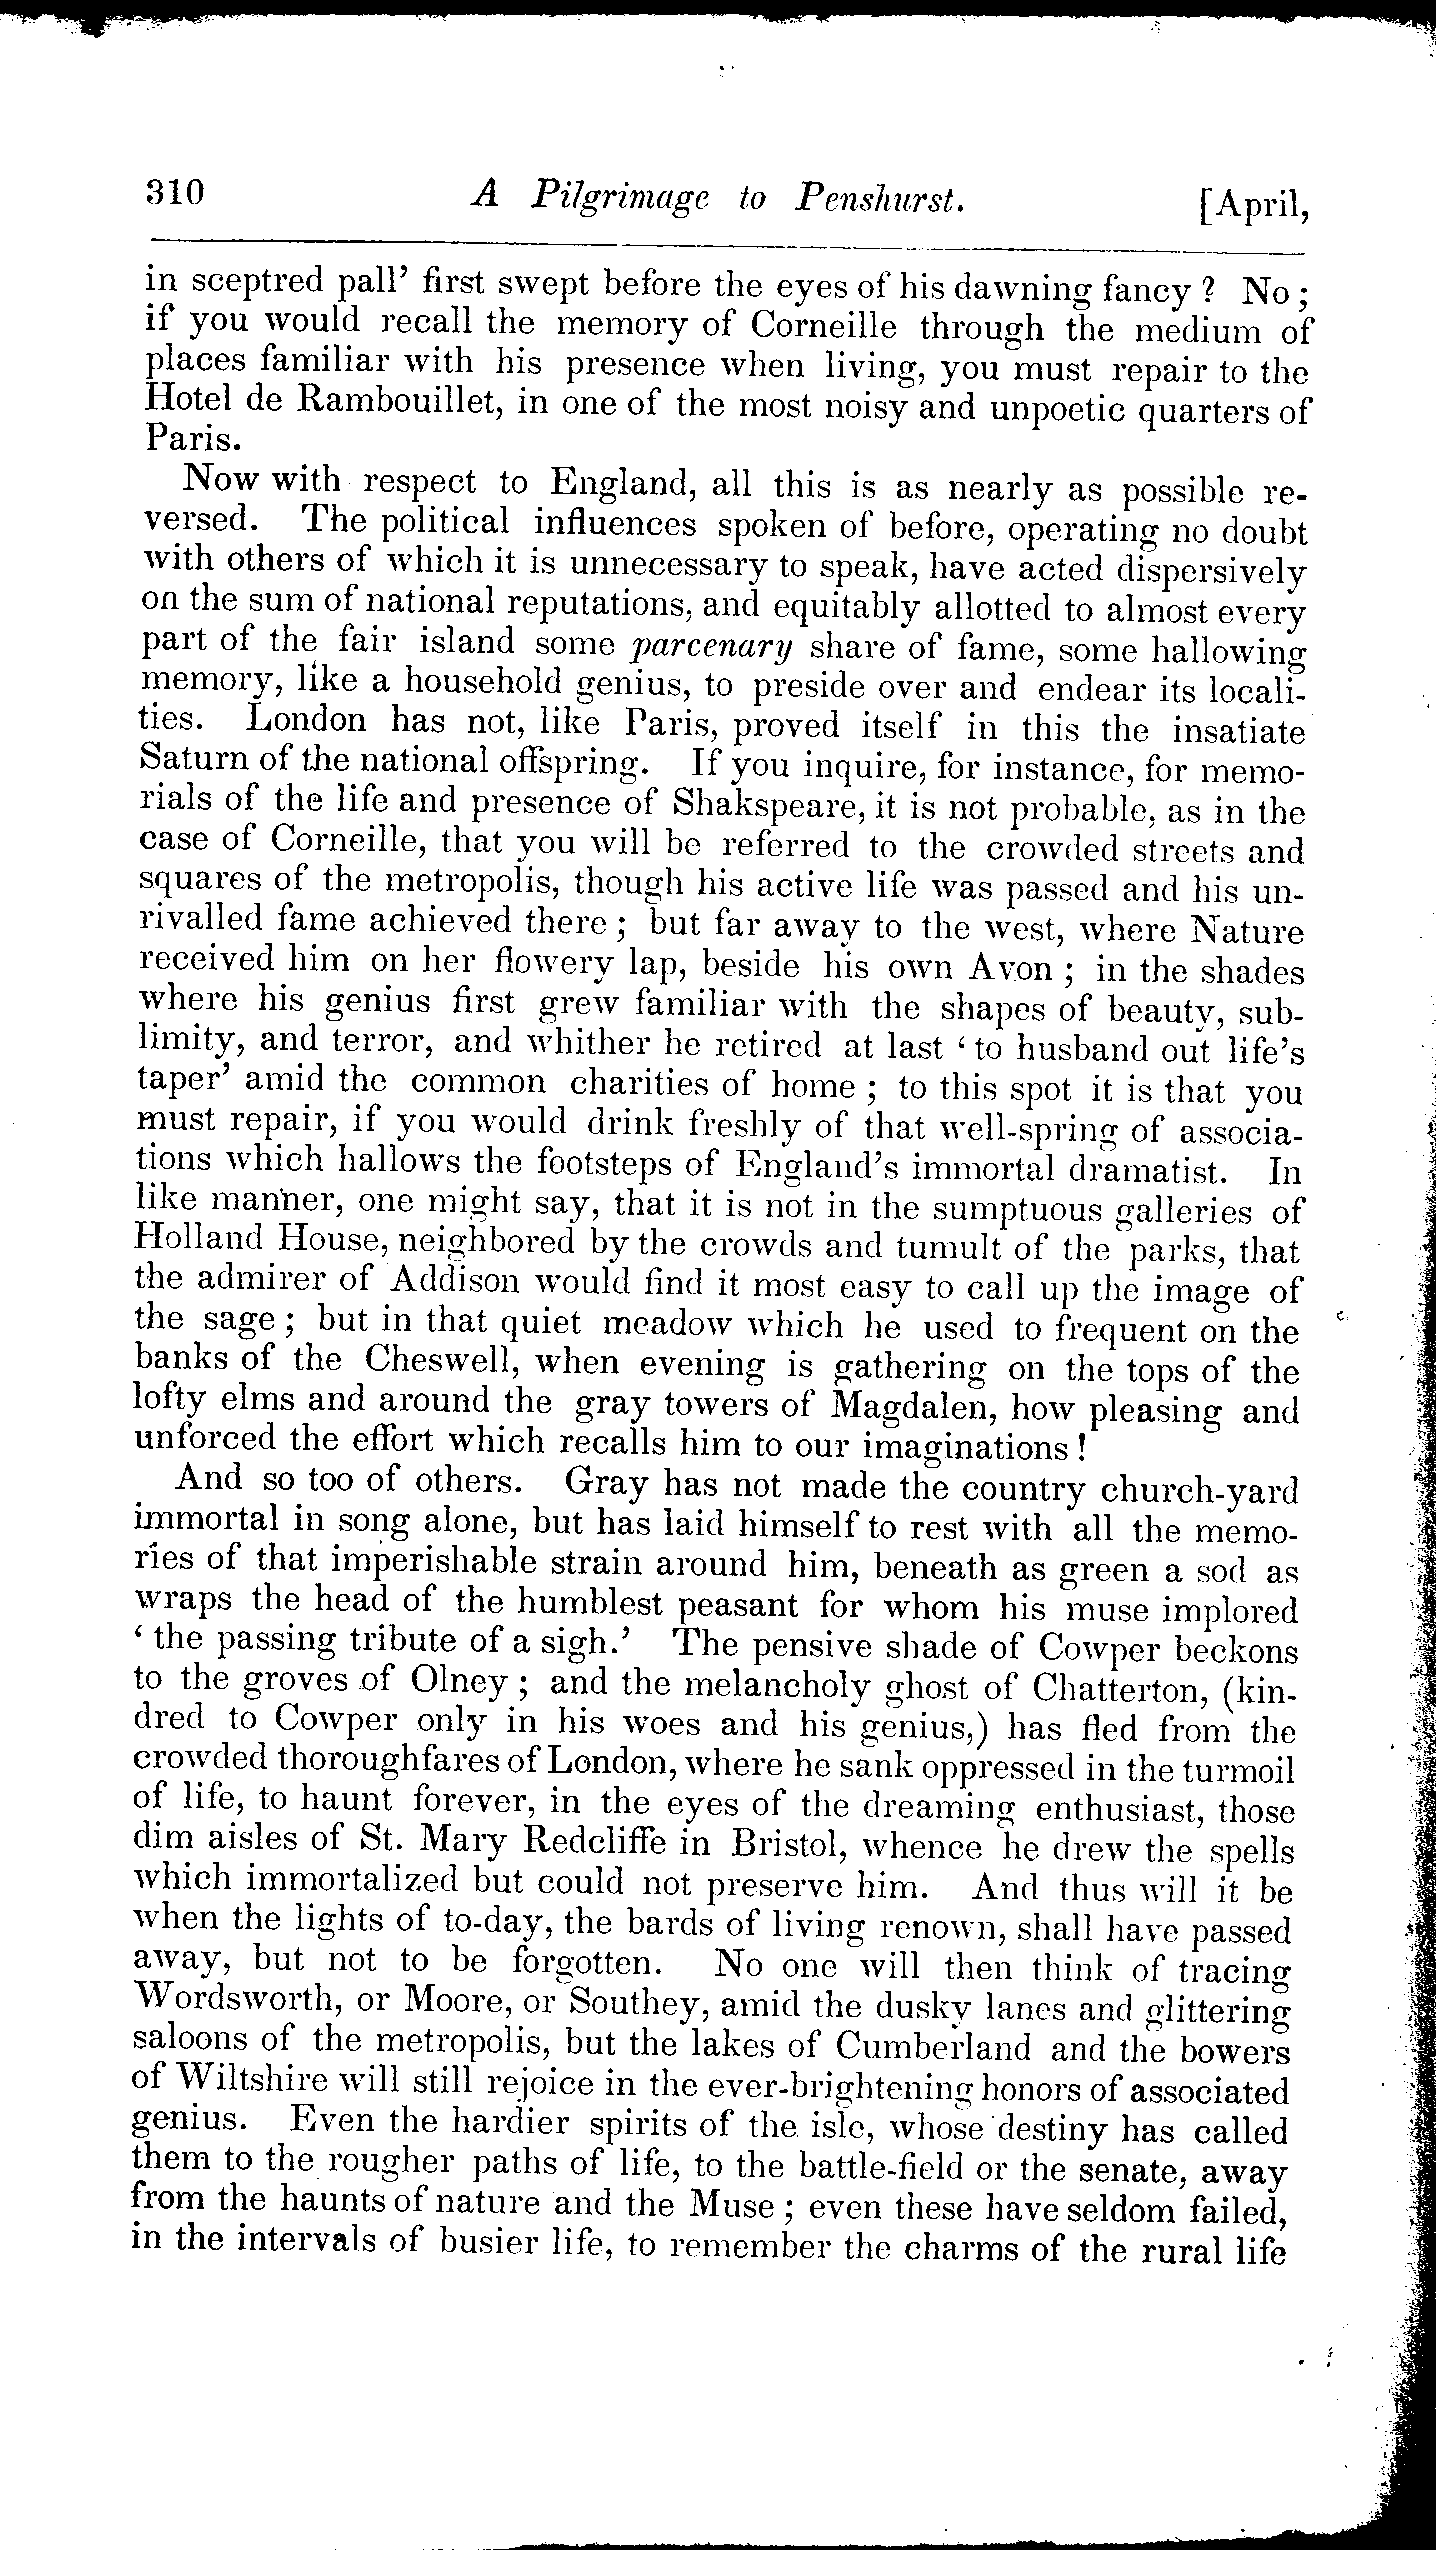 310 A Pilgrimage to Penshurst. [April,
in sceptred pall’ first swept before the eyes of his dawning fancy ? No ;
if you would recall the memory of Corneille through the medium of
places familiar with his presence when living, you must repair to the
Hotel de Rambouillet, in one of the most noisy and unpoetic quarters of
Paris.
Now with respect to England, all this is as nearly as possible re-
versed. The political influences spoken of before, operating no doubt
with others of which it is unnecessary to speak, have acted dispersively
on the sum of national reputations, and equitably allotted to almost every
part of the fair island some parcenary share of fame, some hallowing
memory, like a household genius, to preside over and endear its locali-
ties. London has not, like Paris, proved itself in this the insatiate
Saturn of the national offspring. If you inquire, for instance, for memo-
rials of the life and presence of Shakspeare, it is not probable, as in the
case of Corneille, that you will be referred to the crowded streets and
squares of the metropolis, though his active life was passed and his un-
rivalled fame achieved there ; but far away to the west, where Nature
received him on her flowery lap, beside his own Avon ; in the shades
where his genius first grew familiar with the shapes of beauty, sub-
limity, and terror, and whither he retired at last ‘ to husband out life’s
taper’ amid the common charities of home ; to this spot it is that you
must repair, if you would drink freshly of that well-spring of associa-
tions which hallows the footsteps of England’s immortal dramatist. In
like manner, one might say, that it is not in the sumptuous galleries of
Holland House, neighbored by the crowds and tumult of the parks, that
the admirer of Addison would find it most easy to call up the image of
the sage ; but in that quiet meadow which he used to frequent on the
banks of the Cheswell, when evening is gathering on the tops of the
lofty elms and around the gray towers of Magdalen, how pleasing and
unforced the effort which recalls him to our imaginations !
And so too of others. Gray has not made the country church-yard
immortal in song alone, but has laid himself to rest with all the memo-
ries of that imperishable strain around him, beneath as green a sod as
wraps the head of the humblest peasant for whom his muse implored
‘ the passing tribute of a sigh.’ The pensive shade of Cowper beckons
to the groves of Olney ; and the melancholy ghost of Chatterton, (kin-
dred to Cowper only in his woes and his genius,) has fled from the
crowded thoroughfares of London, where he sank oppressed in the turmoil
of life, to haunt forever, in the eyes of the dreaming enthusiast, those
dim aisles of St. Mary Redcliffe in Bristol, whence he drew the spells
which immortalized but could not preserve him. And thus will it be
when the lights of to-day, the bards of living renown, shall have passed
away, but not to be forgotten. No one will then think of tracing
Wordsworth, or Moore, or Southey, amid the dusky lanes and glittering
saloons of the metropolis, but the lakes of Cumberland and the bowers
of Wiltshire will still rejoice in the ever-brightening honors of associated
genius. Even the hardier spirits of the isle, whose destiny has called
them to the rougher paths of life, to the battle-field or the senate, away
from the haunts of nature and the Muse ; even these have seldom failed,
in the intervals of busier life, to remember the charms of the rural life